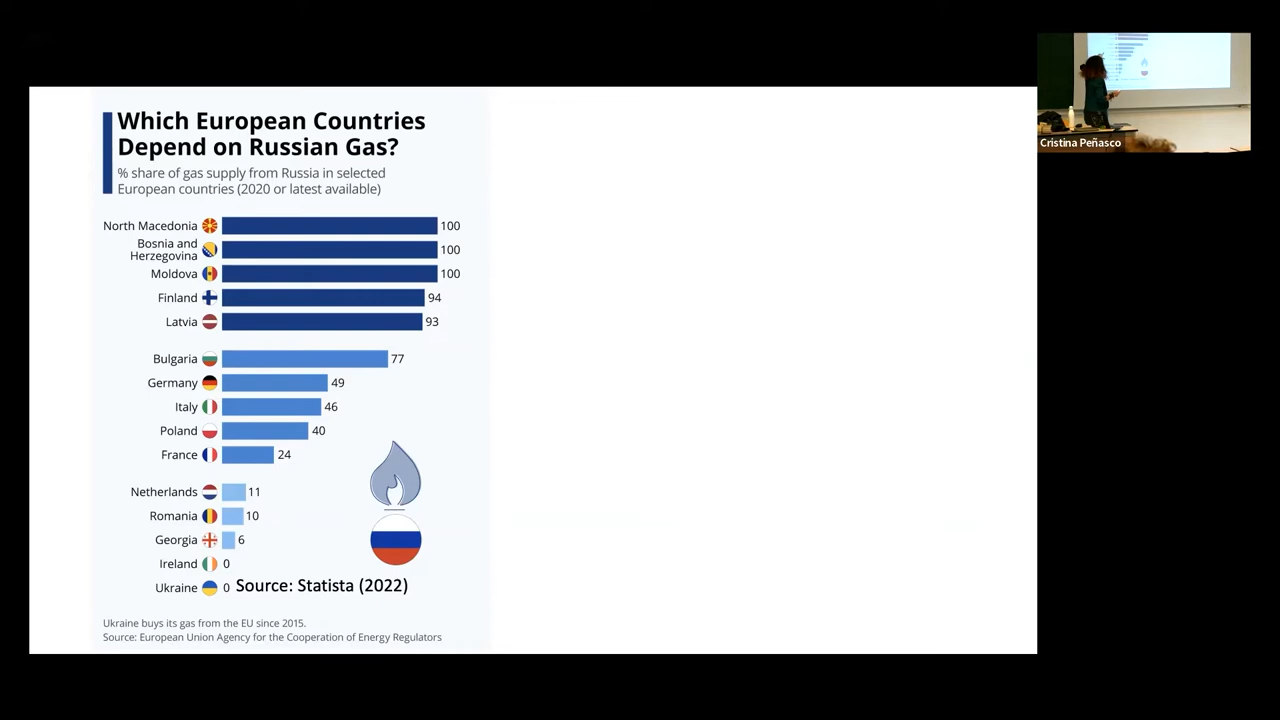 Which European Countries
Depend on Russian Gas?
% share of gas supply from Russia in selected
European countries (2020 or latest available)
North Macedonia 100
Bosnia and
Herzegovina 100
Moldova 100
Finland 94
Latvia 93
Bulgaria 77
Germany 49
Italy 46
Poland 40
France 24
Netherlands 11
Romania 10
Georgia 6
Ireland 0
Ukraine 0 Source: Statista (2022)
Ukraine buys its gas from the EU since 2015.
Source: European Union Agency for the Cooperation of Energy Regulators
Cristina Peñasco